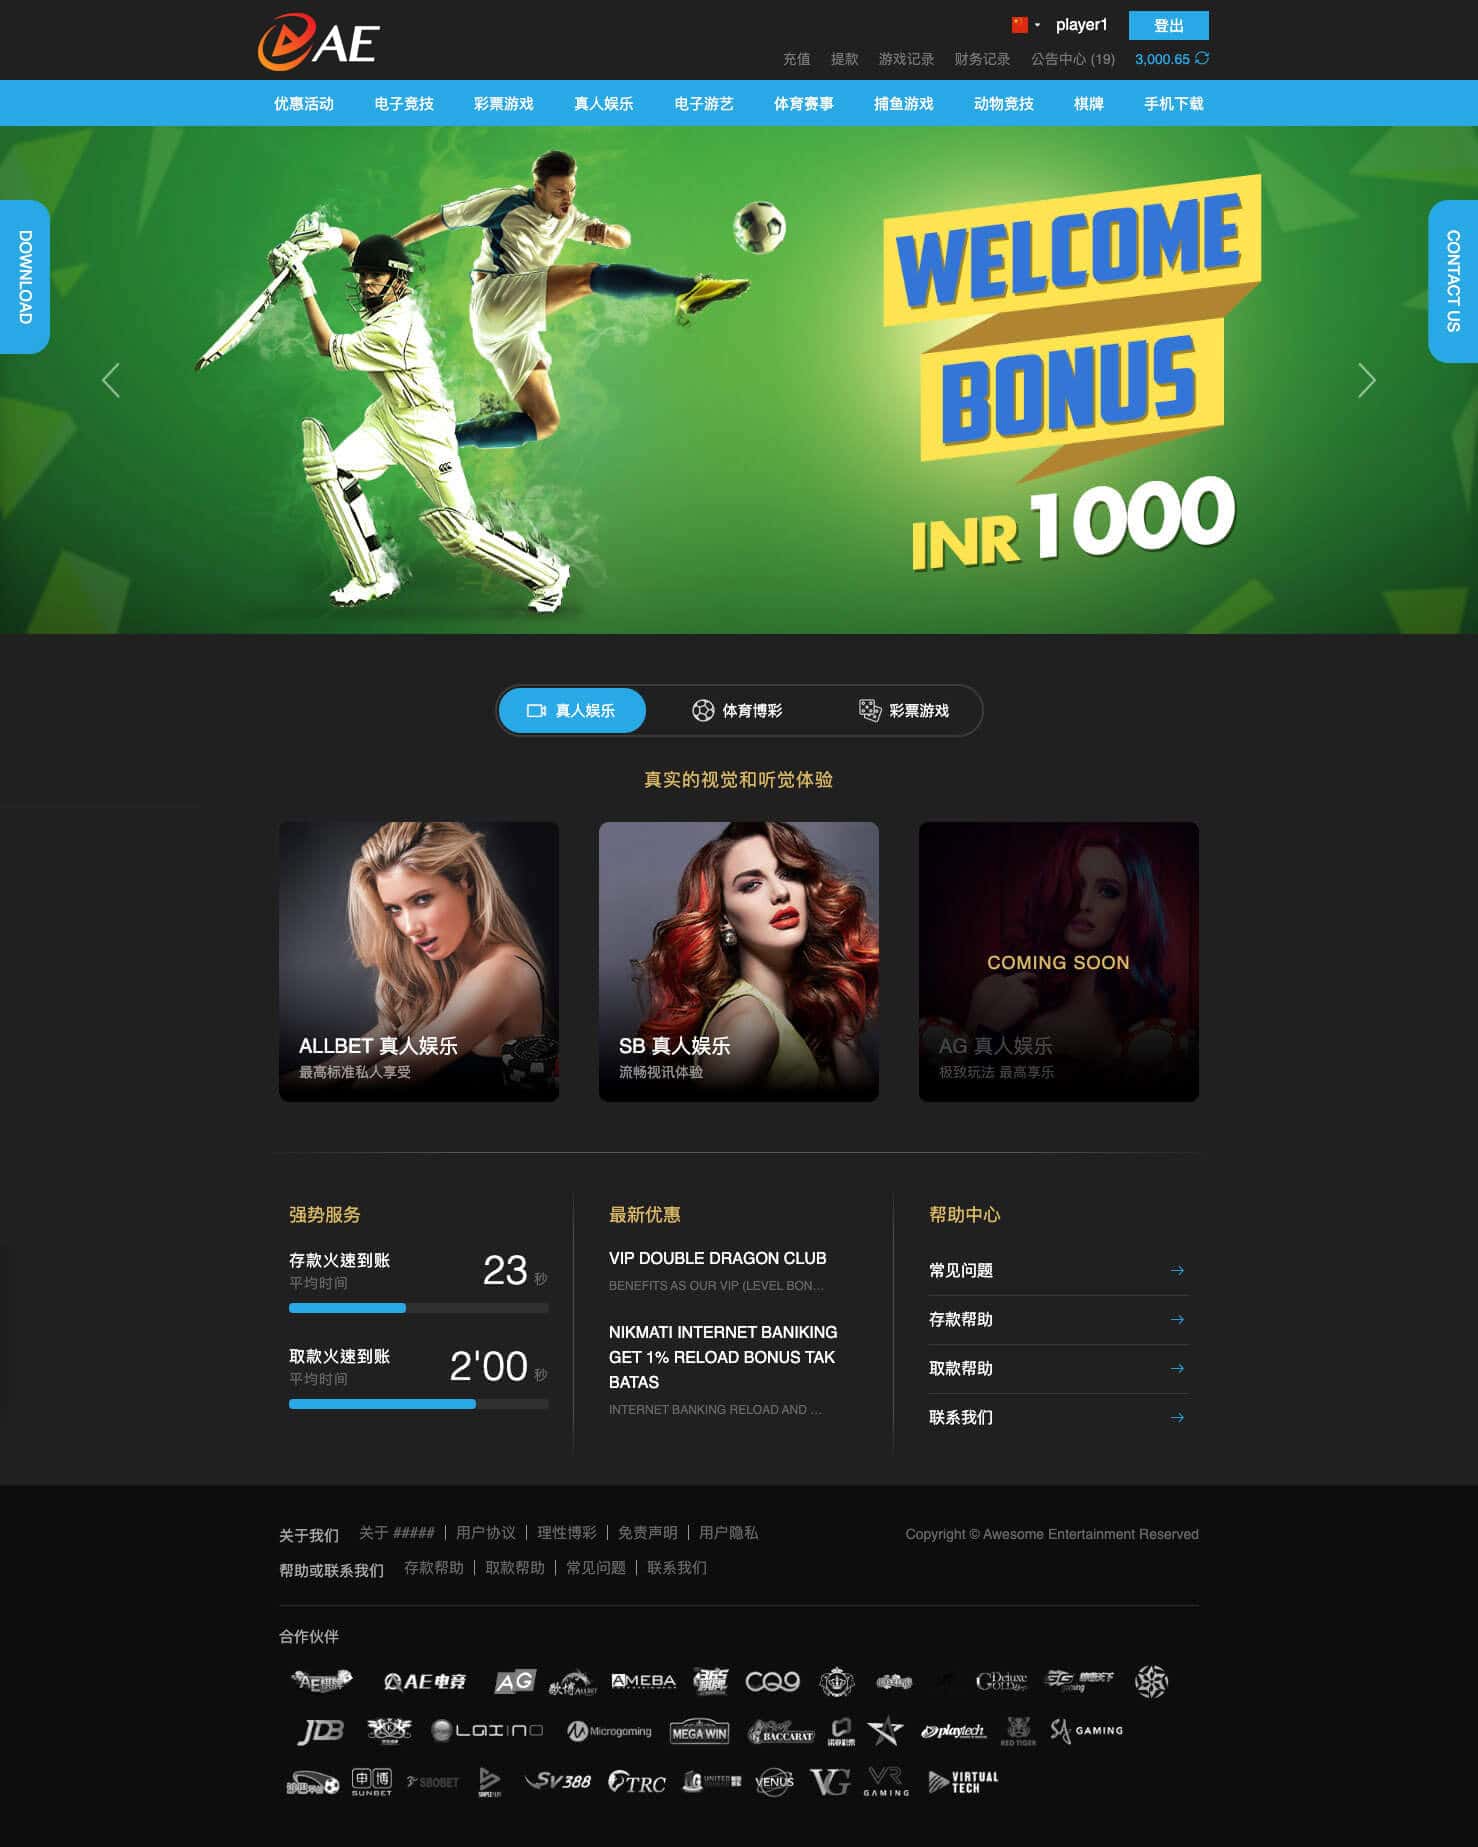 AE
player1
登出
充值 提款 游戏记录 财务记录 公告中心 (19) 3,000.65
优惠活动 电子竞技 彩票游戏 真人娱乐 电子游艺 体育赛事 捕鱼游戏 动物竞技 棋牌 手机下载
DOWNLOAD
CONTACT US
WELCOME
BONUS
INR 1000
真人娱乐 体育博彩 彩票游戏
真实的视觉和听觉体验
ALLBET 真人娱乐
最高标准私人享受
SB 真人娱乐
流畅视讯体验
COMING SOON
AG 真人娱乐
极致玩法 最高享乐
强势服务
存款火速到账
平均时间
23 秒
取款火速到账
平均时间
2'00 秒
最新优惠
VIP DOUBLE DRAGON CLUB
BENEFITS AS OUR VIP (LEVEL BON...
NIKMATI INTERNET BANIKING
GET 1% RELOAD BONUS TAK
BATAS
INTERNET BANKING RELOAD AND ...
帮助中心
常见问题
存款帮助
取款帮助
联系我们
关于我们 关于 ##### 用户协议 理性博彩 免责声明 用户隐私
Copyright © Awesome Entertainment Reserved
帮助或联系我们 存款帮助 取款帮助 常见问题 联系我们
合作伙伴
AE电竞 AG AMEBA CQ9 Deluxe GOLD
JDB LAXINO Microgaming MEGA WIN BACCARAT playtech RED TIGER SA GAMING
申博 SUNBET SBOBET SV388 TRC UNITED VENUS VG VR GAMING VIRTUAL TECH